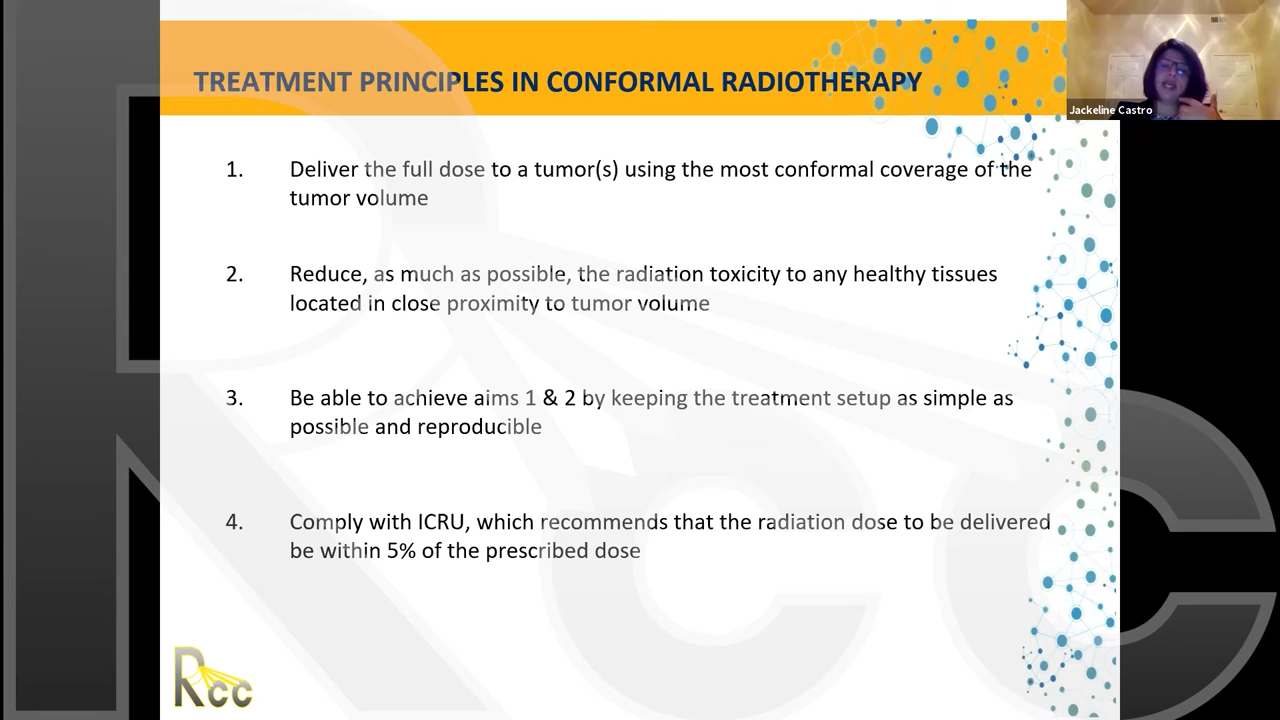 TREATMENT PRINCIPLES IN CONFORMAL RADIOTHERAPY
Jackeline Castro
1. Deliver the full dose to a tumor(s) using the most conformal coverage of the
tumor volume
2. Reduce, as much as possible, the radiation toxicity to any healthy tissues
located in close proximity to tumor volume
3. Be able to achieve aims 1 & 2 by keeping the treatment setup as simple as
possible and reproducible
4. Comply with ICRU, which recommends that the radiation dose to be delivered
be within 5% of the prescribed dose
Rcc
Rcc